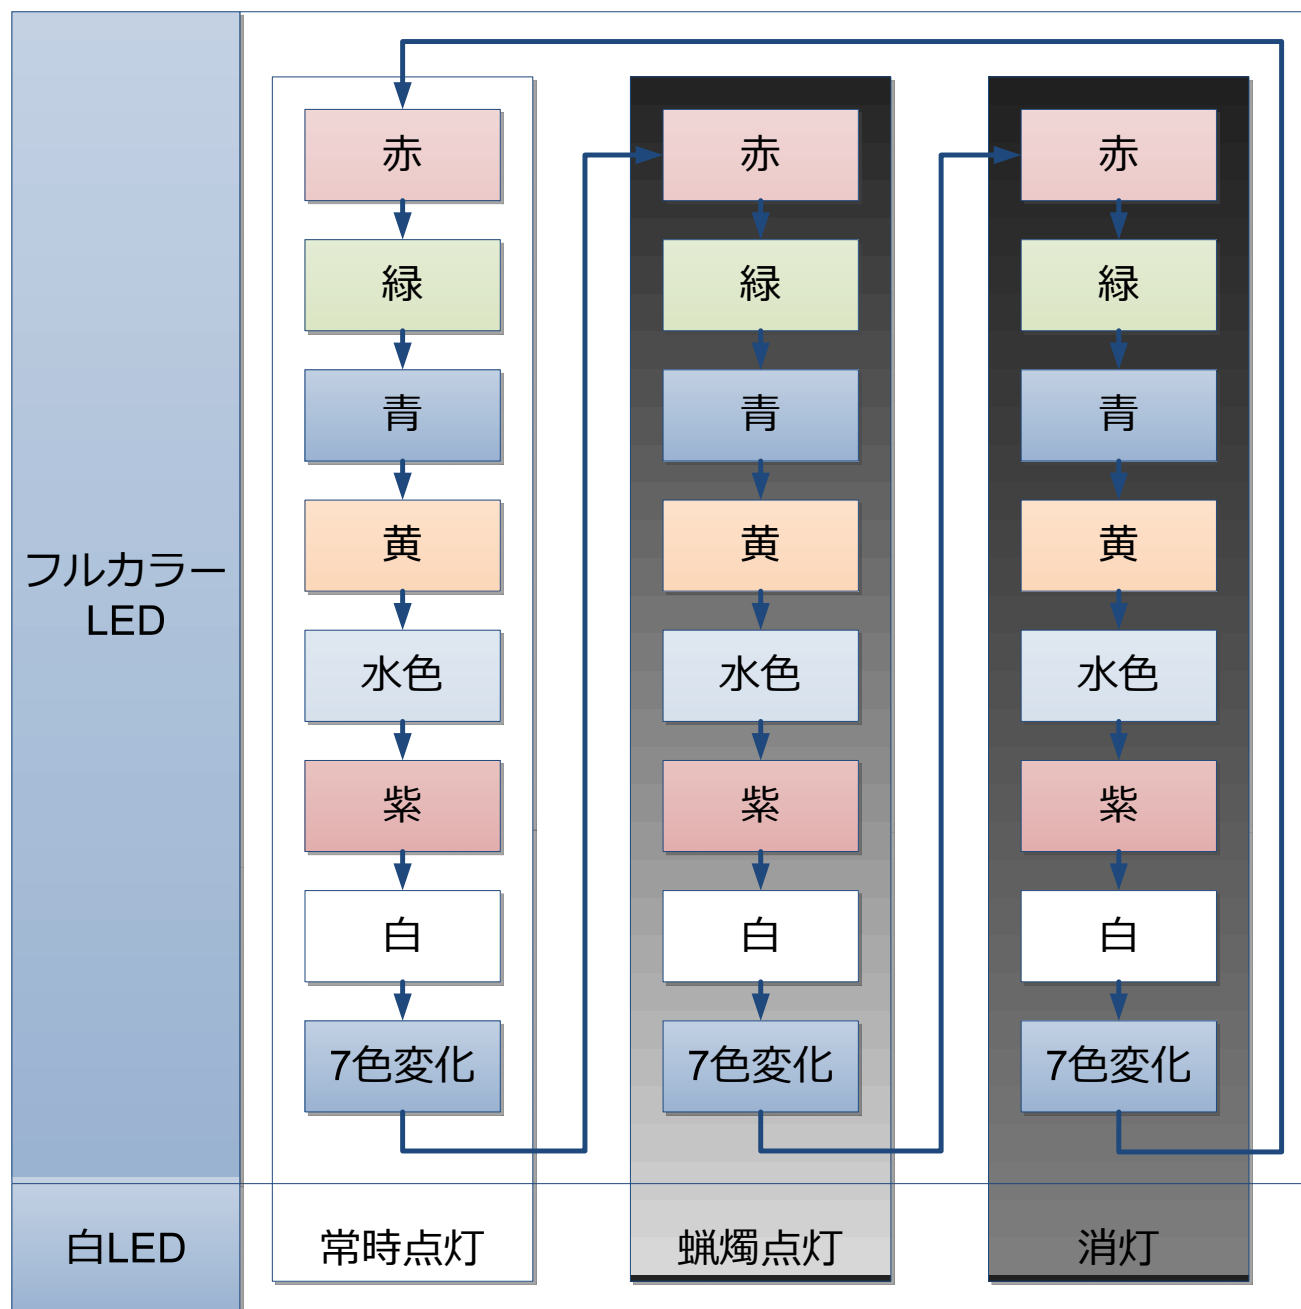 フルカラー
LED
赤
緑
青
黄
水色
紫
白
7色変化
赤
緑
青
黄
水色
紫
白
7色変化
赤
緑
青
黄
水色
紫
白
7色変化
白LED
常時点灯
蝋燭点灯
消灯